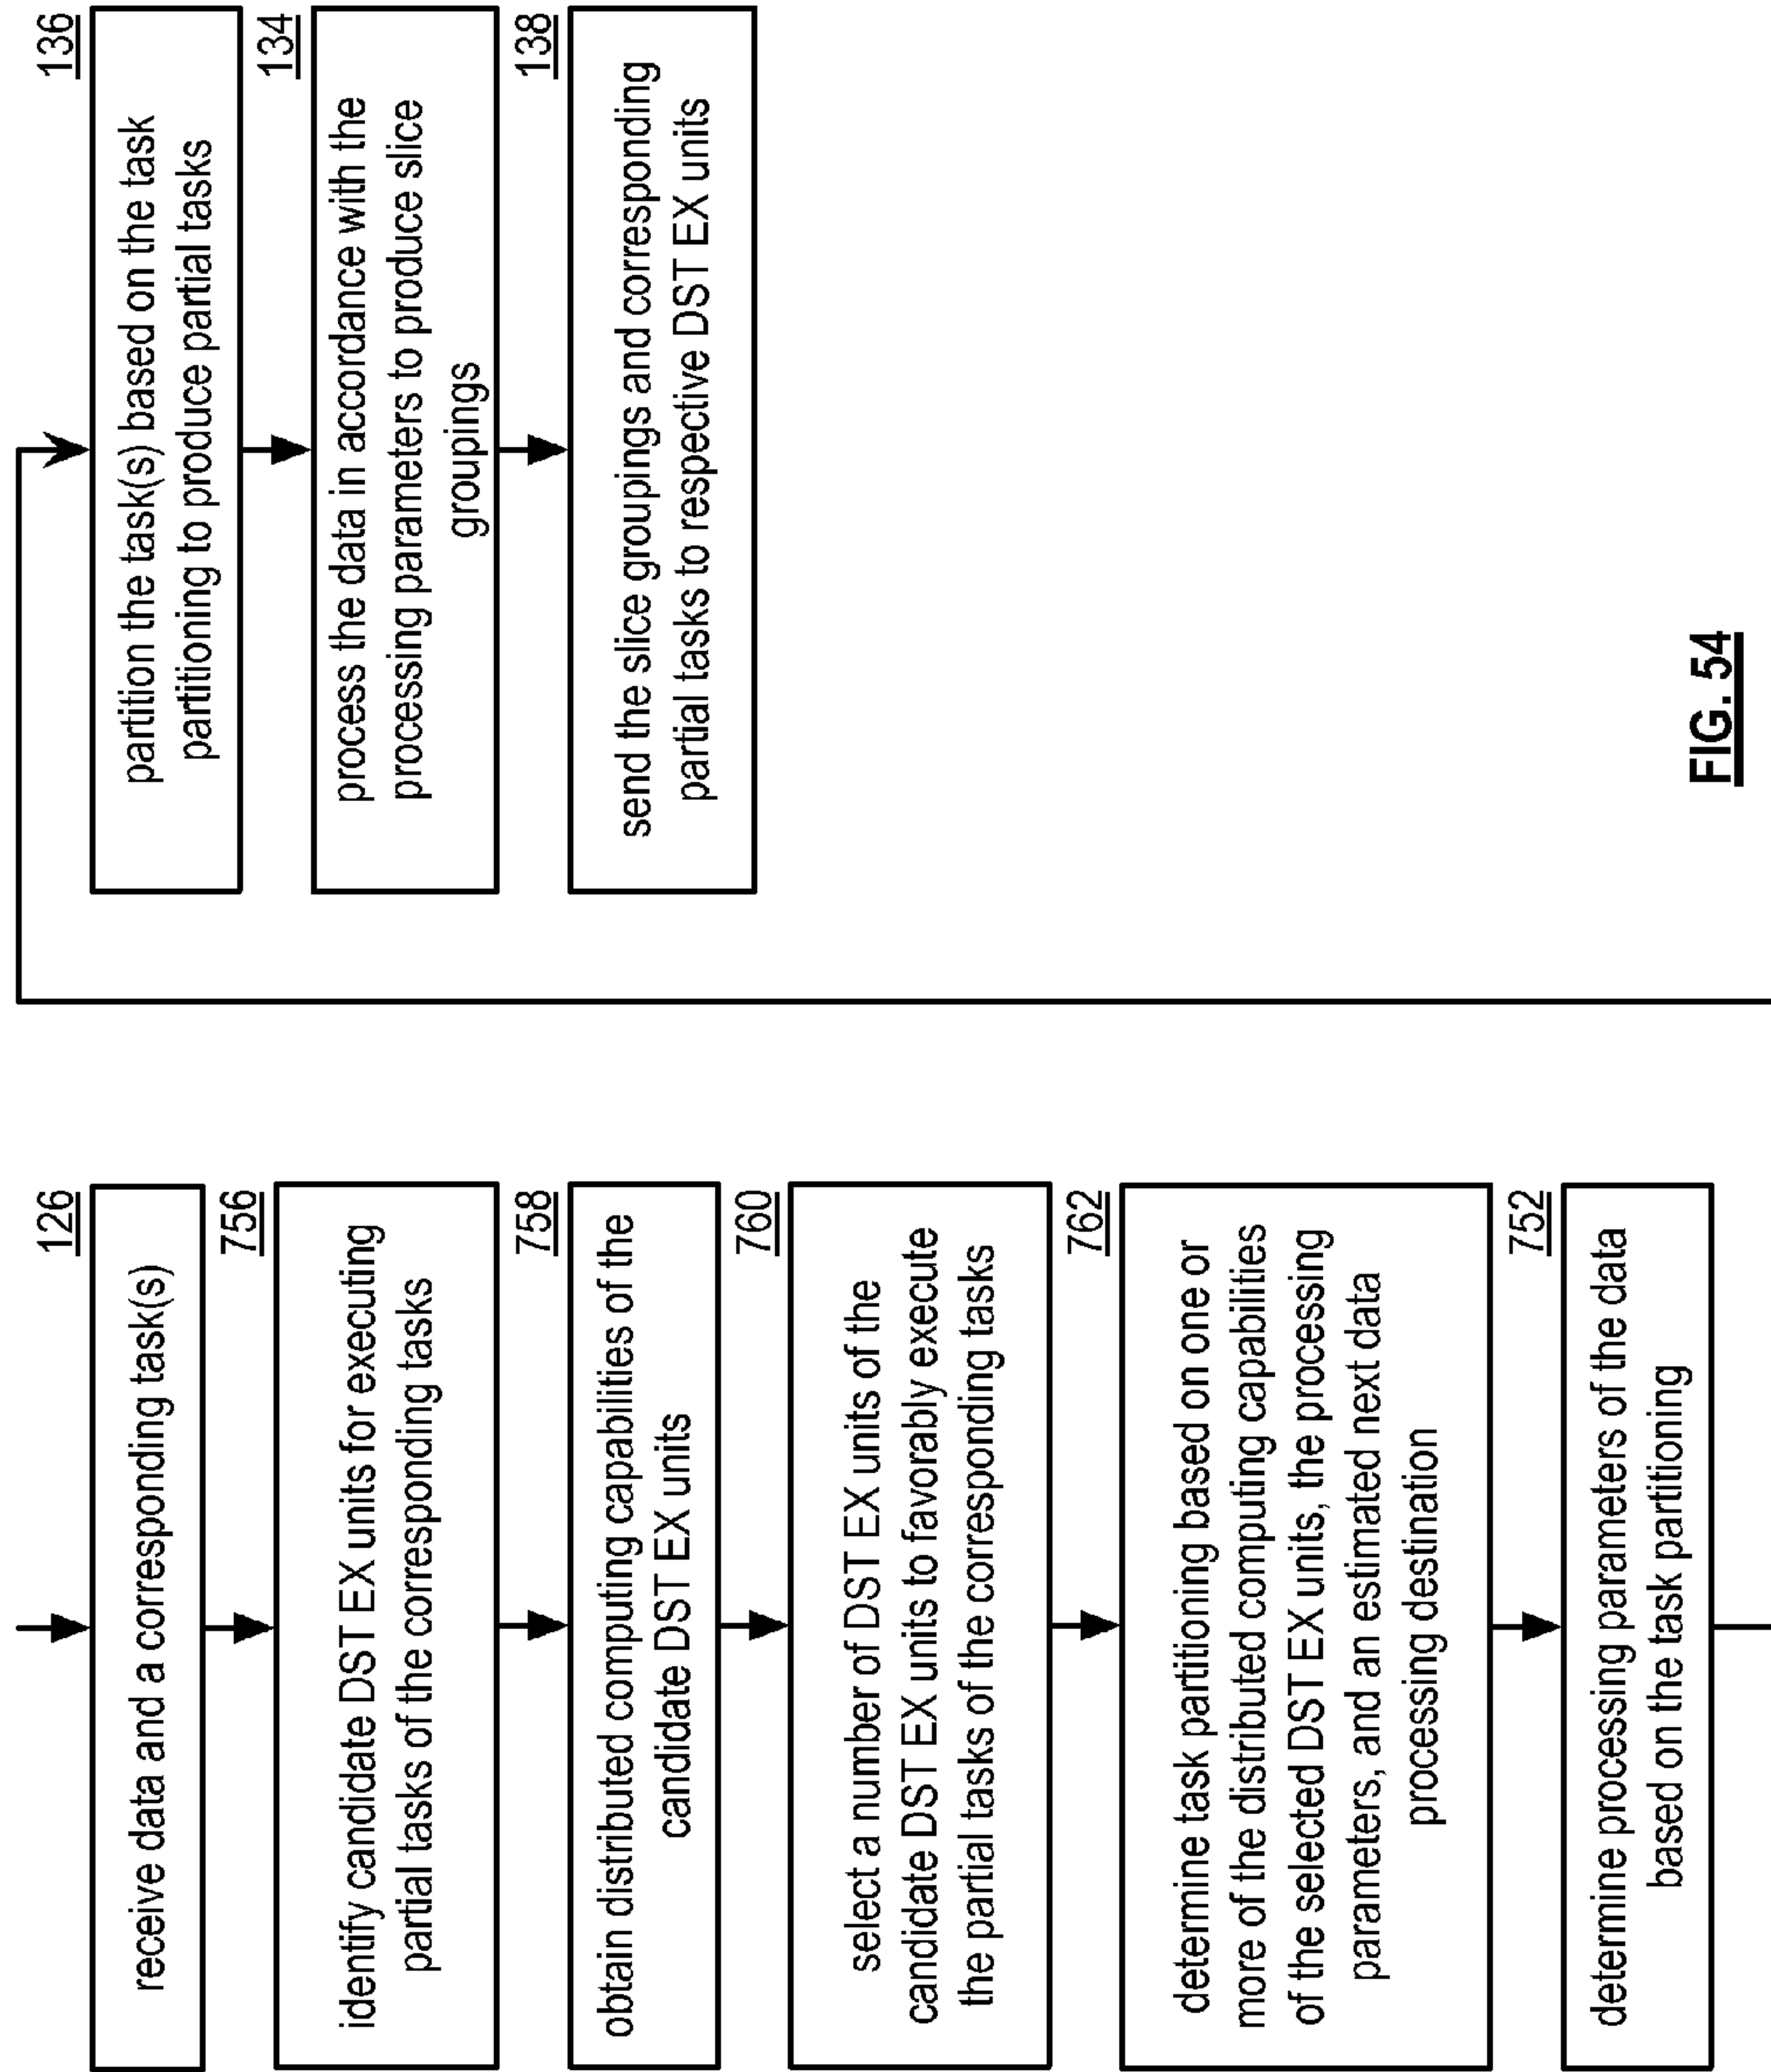 126
receive data and a corresponding task(s)
756
identify candidate DST EX units for executing
partial tasks of the corresponding tasks
758
obtain distributed computing capabilities of the
candidate DST EX units
760
select a number of DST EX units of the
candidate DST EX units to favorably execute
the partial tasks of the corresponding tasks
762
determine task partitioning based on one or
more of the distributed computing capabilities
of the selected DST EX units, the processing
parameters, and an estimated next data
processing destination
752
determine processing parameters of the data
based on the task partitioning
136
partition the task(s) based on the task
partitioning to produce partial tasks
134
process the data in accordance with the
processing parameters to produce slice
groupings
138
send the slice groupings and corresponding
partial tasks to respective DST EX units
FIG. 54